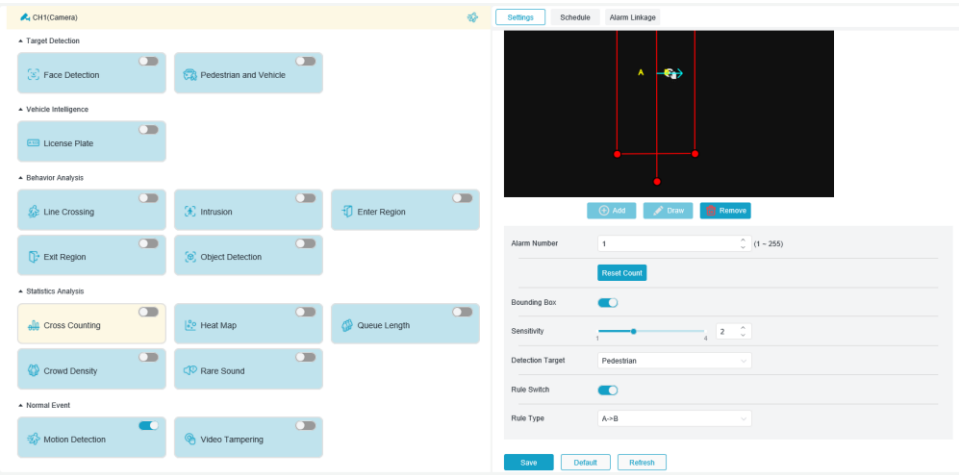 CH1(Camera)
Target Detection
Face Detection
Pedestrian and Vehicle
Vehicle Intelligence
License Plate
Behavior Analysis
Line Crossing
Intrusion
Enter Region
Exit Region
Object Detection
Statistics Analysis
Cross Counting
Heat Map
Queue Length
Crowd Density
Rare Sound
Normal Event
Motion Detection
Video Tampering
Settings
Schedule
Alarm Linkage
A
Add
Draw
Remove
Alarm Number
1
(1 ~ 255)
Reset Count
Bounding Box
Sensitivity
1
4
2
Detection Target
Pedestrian
Rule Switch
Rule Type
A->B
Save
Default
Refresh